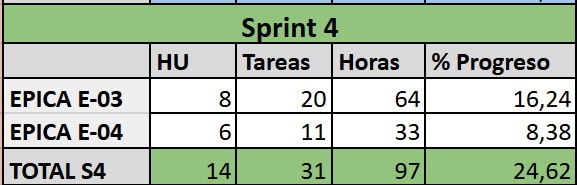 Sprint 4
HU Tareas Horas % Progreso
EPICA E-03 8 20 64 16,24
EPICA E-04 6 11 33 8,38
TOTAL S4 14 31 97 24,62